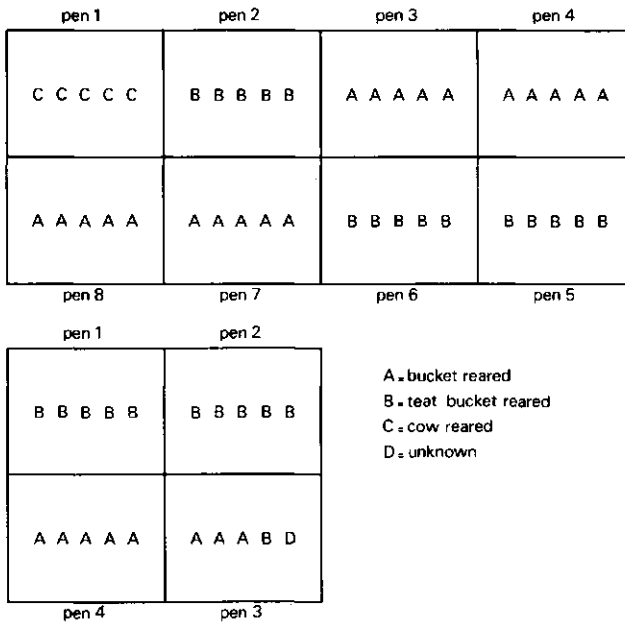 pen 1 pen 2 pen 3 pen 4
C C C C C B B B B B A A A A A A A A A A
A A A A A A A A A A B B B B B B B B B B
pen 8 pen 7 pen 6 pen 5
pen 1 pen 2
B B B B B B B B B B
A A A A A A A A B D
pen 4 pen 3
A = bucket reared
B = teat bucket reared
C = cow reared
D = unknown